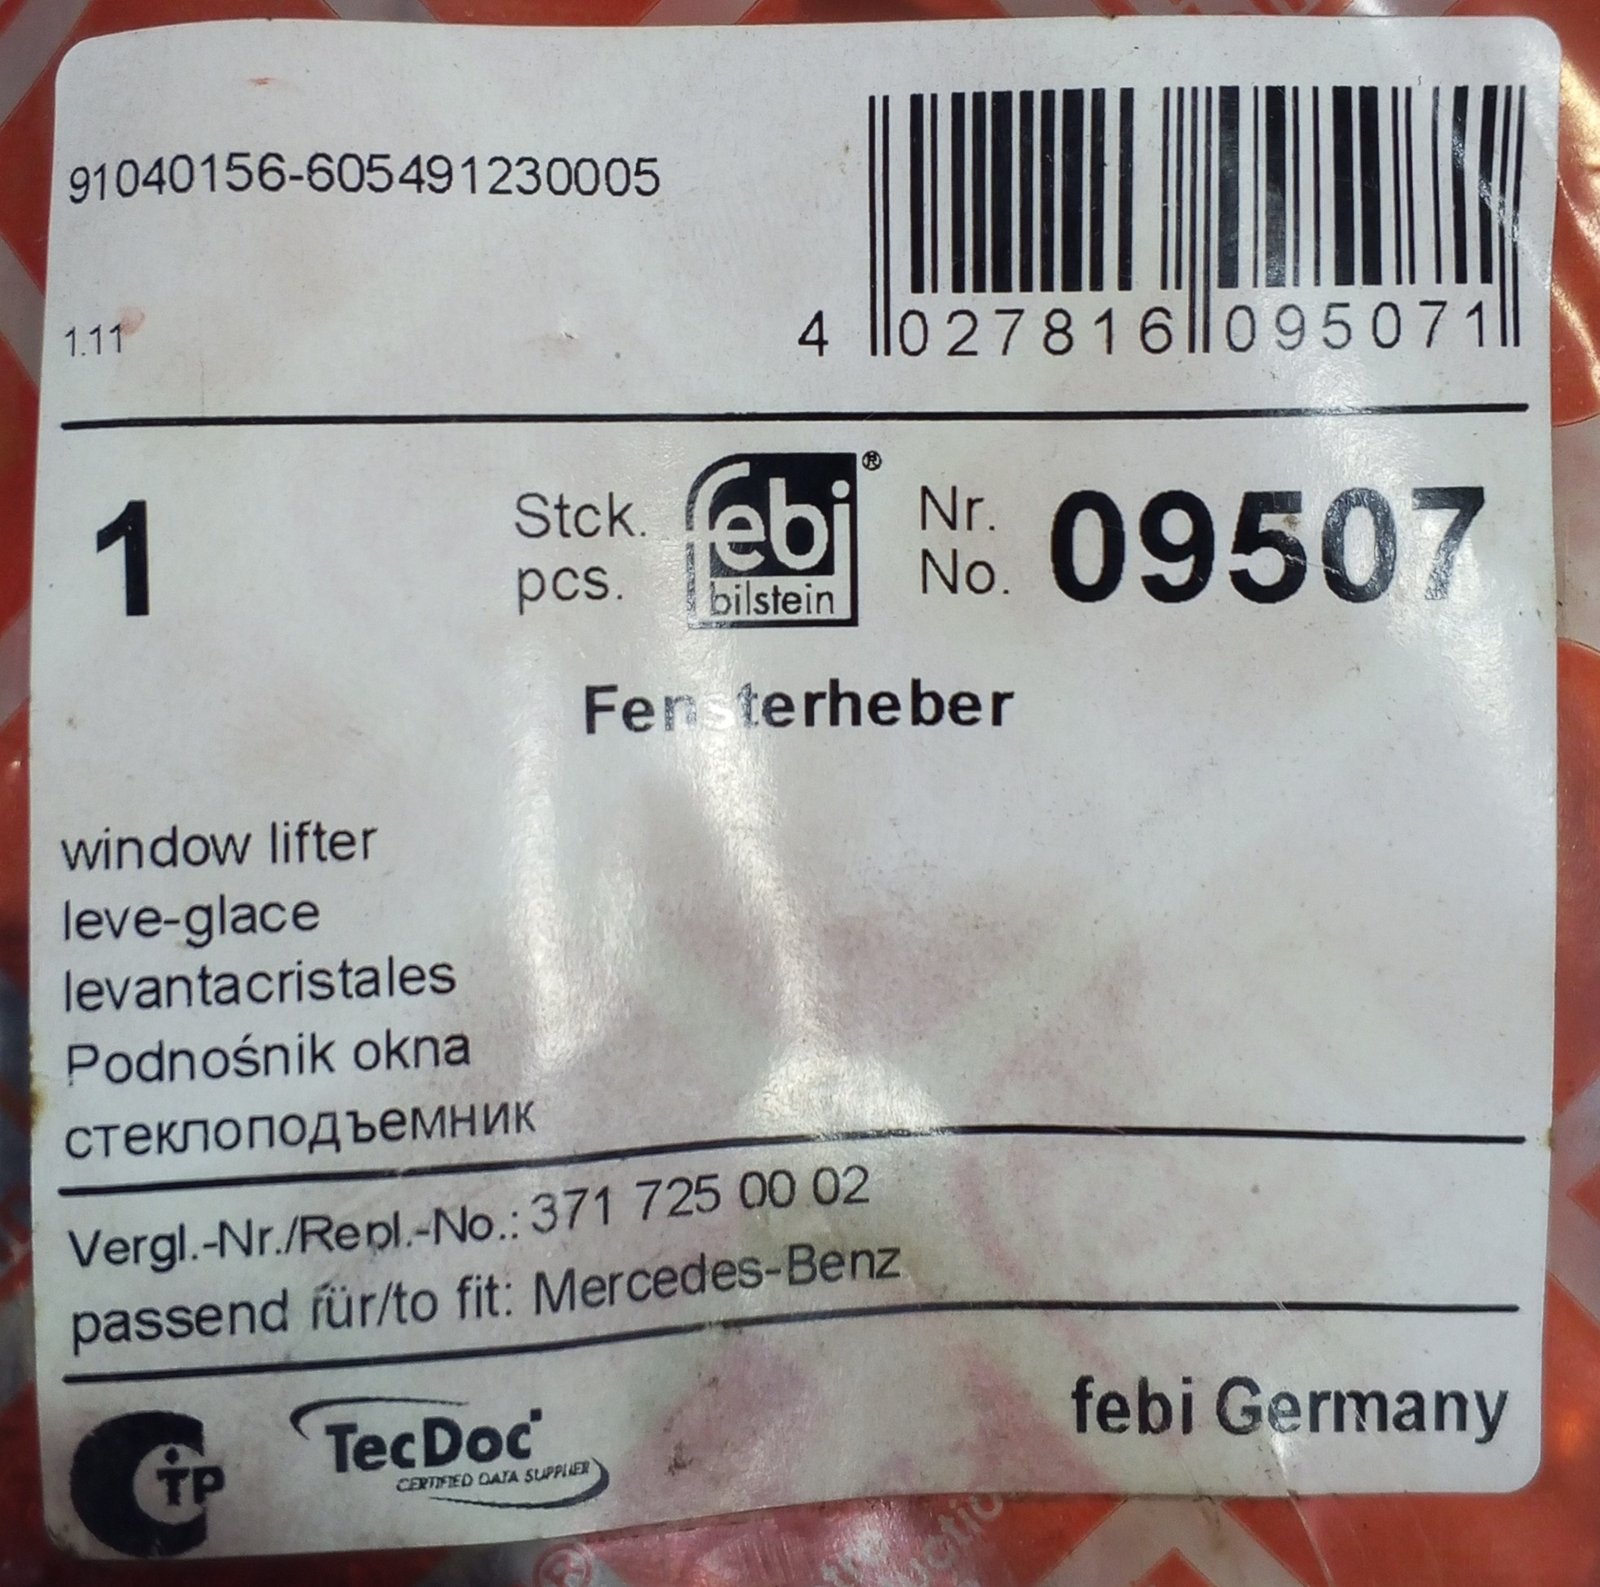 91040156-605491230005
1.11
4 027816 095071
1
Stck.
pcs.
febi®
bilstein
Nr.
No.
09507
Fensterheber
window lifter
leve-glace
levantacristales
Podnośnik okna
стеклоподъемник
Vergl.-Nr./Repl.-No.: 371 725 00 02
passend für/to fit: Mercedes-Benz
febi Germany
TecDoc
CERTIFIED DATA SUPPLIER